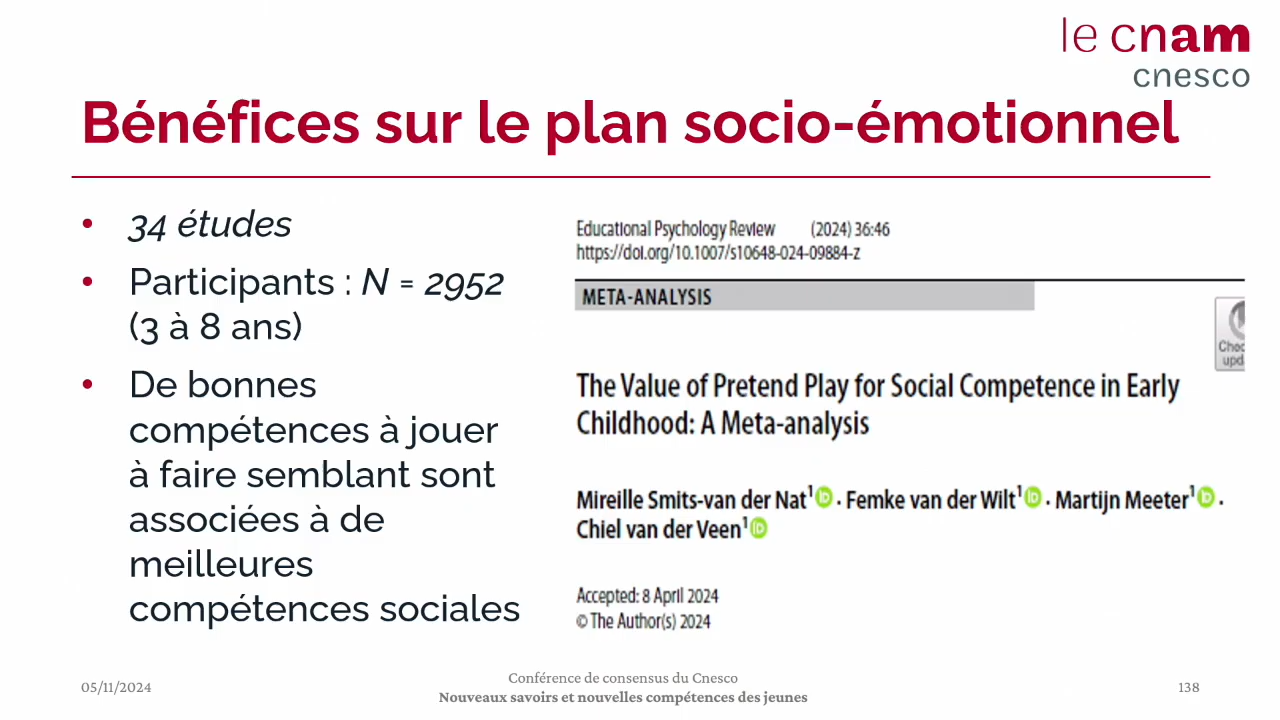 le cnam
cnesco
Bénéfices sur le plan socio-émotionnel
• 34 études
• Participants : N = 2952
(3 à 8 ans)
• De bonnes
compétences à jouer
à faire semblant sont
associées à de
meilleures
compétences sociales
Educational Psychology Review (2024) 36:46
https://doi.org/10.1007/s10648-024-09884-z
META-ANALYSIS
The Value of Pretend Play for Social Competence in Early
Childhood: A Meta-analysis
Mireille Smits-van der Nat1 · Femke van der Wilt1 · Martijn Meeter1 ·
Chiel van der Veen1
Accepted: 8 April 2024
© The Author(s) 2024
05/11/2024
Conférence de consensus du Cnesco
Nouveaux savoirs et nouvelles compétences des jeunes
138